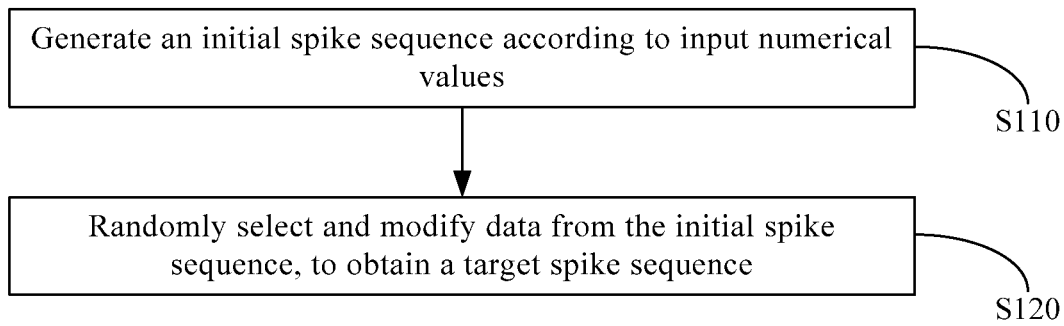 Generate an initial spike sequence according to input numerical
values
S110
Randomly select and modify data from the initial spike
sequence, to obtain a target spike sequence
S120